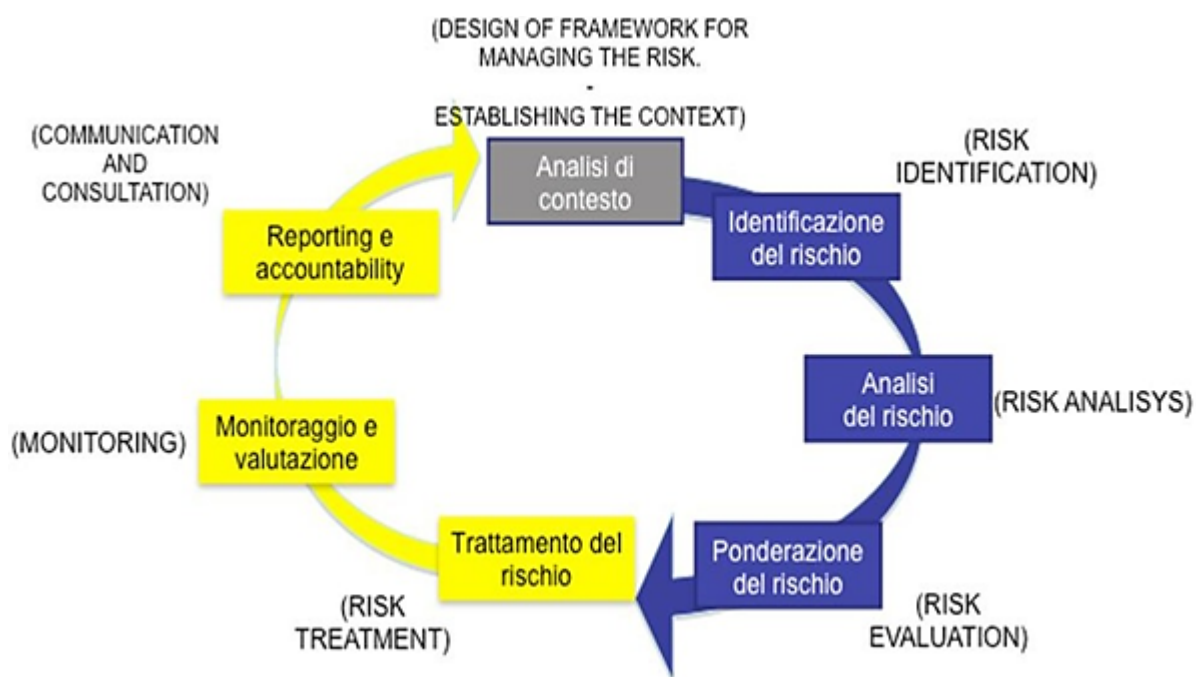 (DESIGN OF FRAMEWORK FOR
MANAGING THE RISK.
-
ESTABLISHING THE CONTEXT)
Analisi di
contesto
(RISK
IDENTIFICATION)
Identificazione
del rischio
Analisi
del rischio
(RISK ANALISYS)
Ponderazione
del rischio
(RISK
EVALUATION)
Trattamento del
rischio
(RISK
TREATMENT)
Monitoraggio e
valutazione
(MONITORING)
Reporting e
accountability
(COMMUNICATION
AND
CONSULTATION)